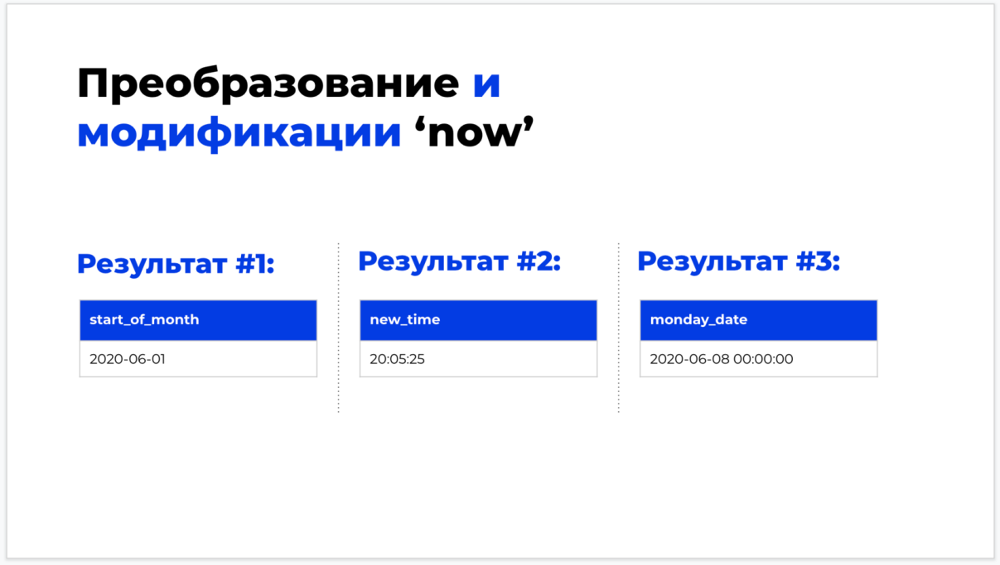 Преобразование и
модификации ‘now’
Результат #1:
start_of_month
2020-06-01
Результат #2:
new_time
20:05:25
Результат #3:
monday_date
2020-06-08 00:00:00